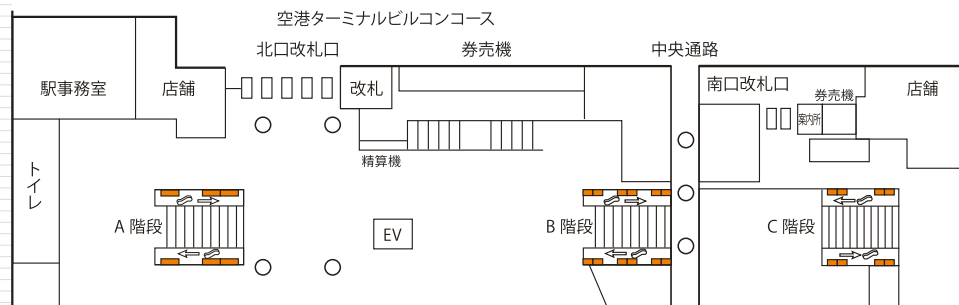 空港ターミナルビルコンコース
北口改札口
券売機
中央通路
駅事務室
店舗
改札
南口改札口
券売機
店舗
案内所
精算機
トイレ
A 階段
EV
B 階段
C 階段